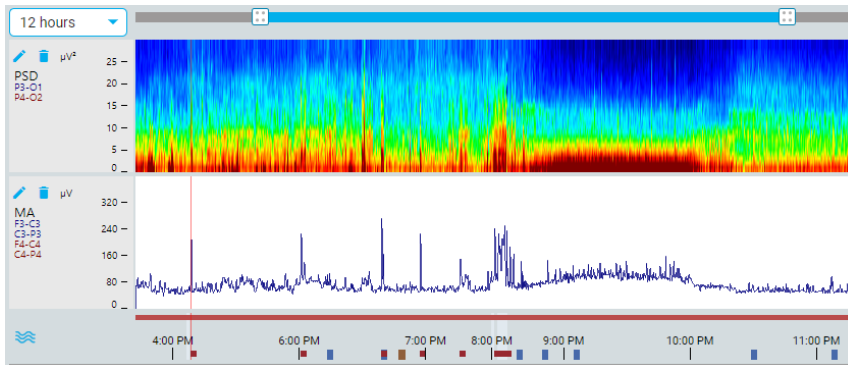 12 hours
µV²
PSD
P3-O1
P4-O2
25
20
15
10
5
0
µV
MA
F3-C3
C3-P3
F4-C4
C4-P4
320
240
160
80
0
4:00 PM 6:00 PM 7:00 PM 8:00 PM 9:00 PM 10:00 PM 11:00 PM